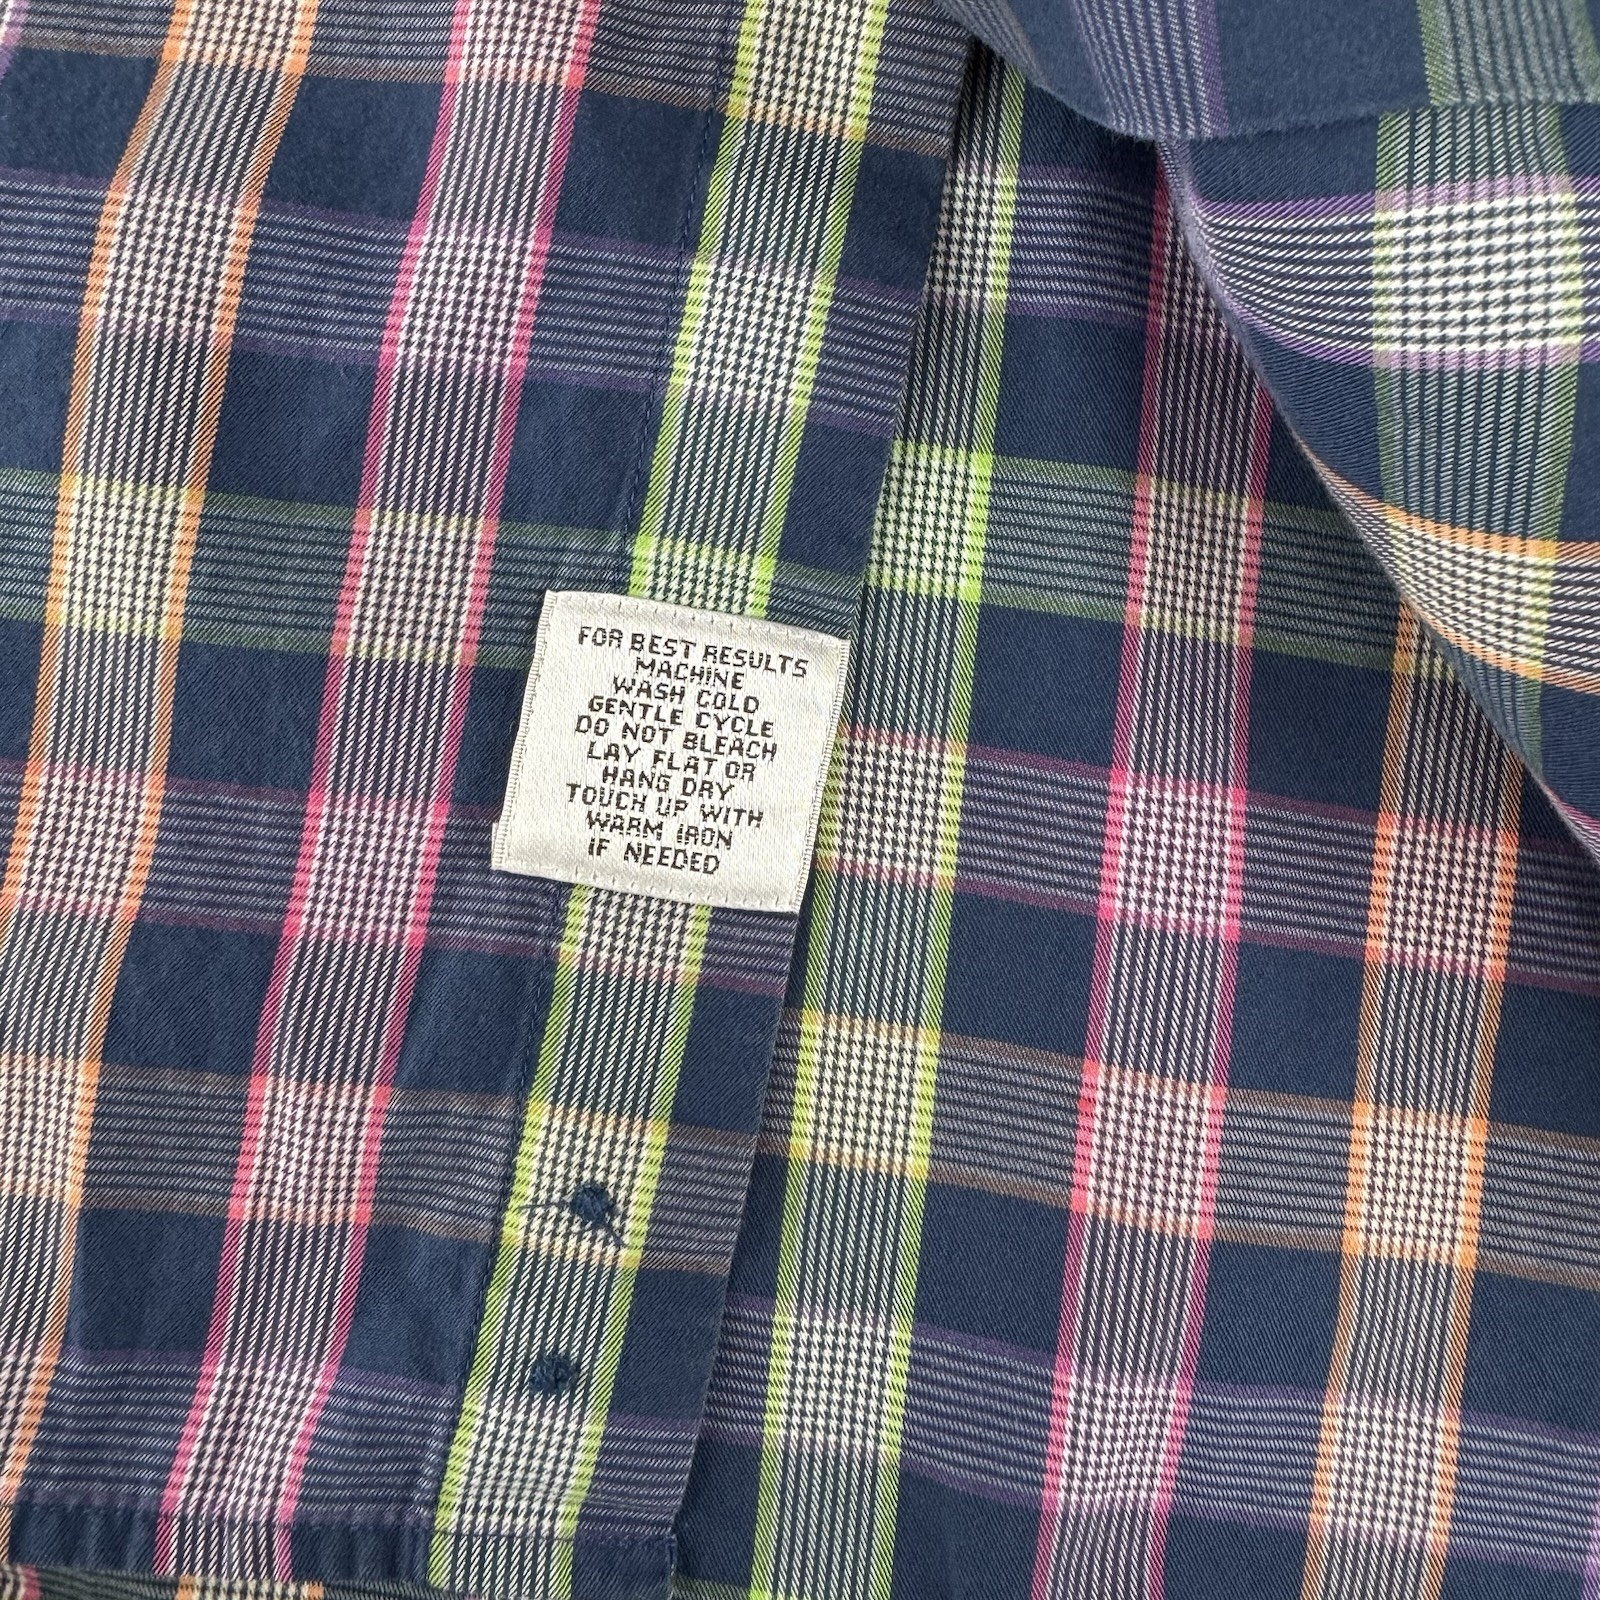 FOR BEST RESULTS
MACHINE
WASH COLD
GENTLE CYCLE
DO NOT BLEACH
LAY FLAT OR
HANG DRY
TOUCH UP WITH
WARM IRON
IF NEEDED